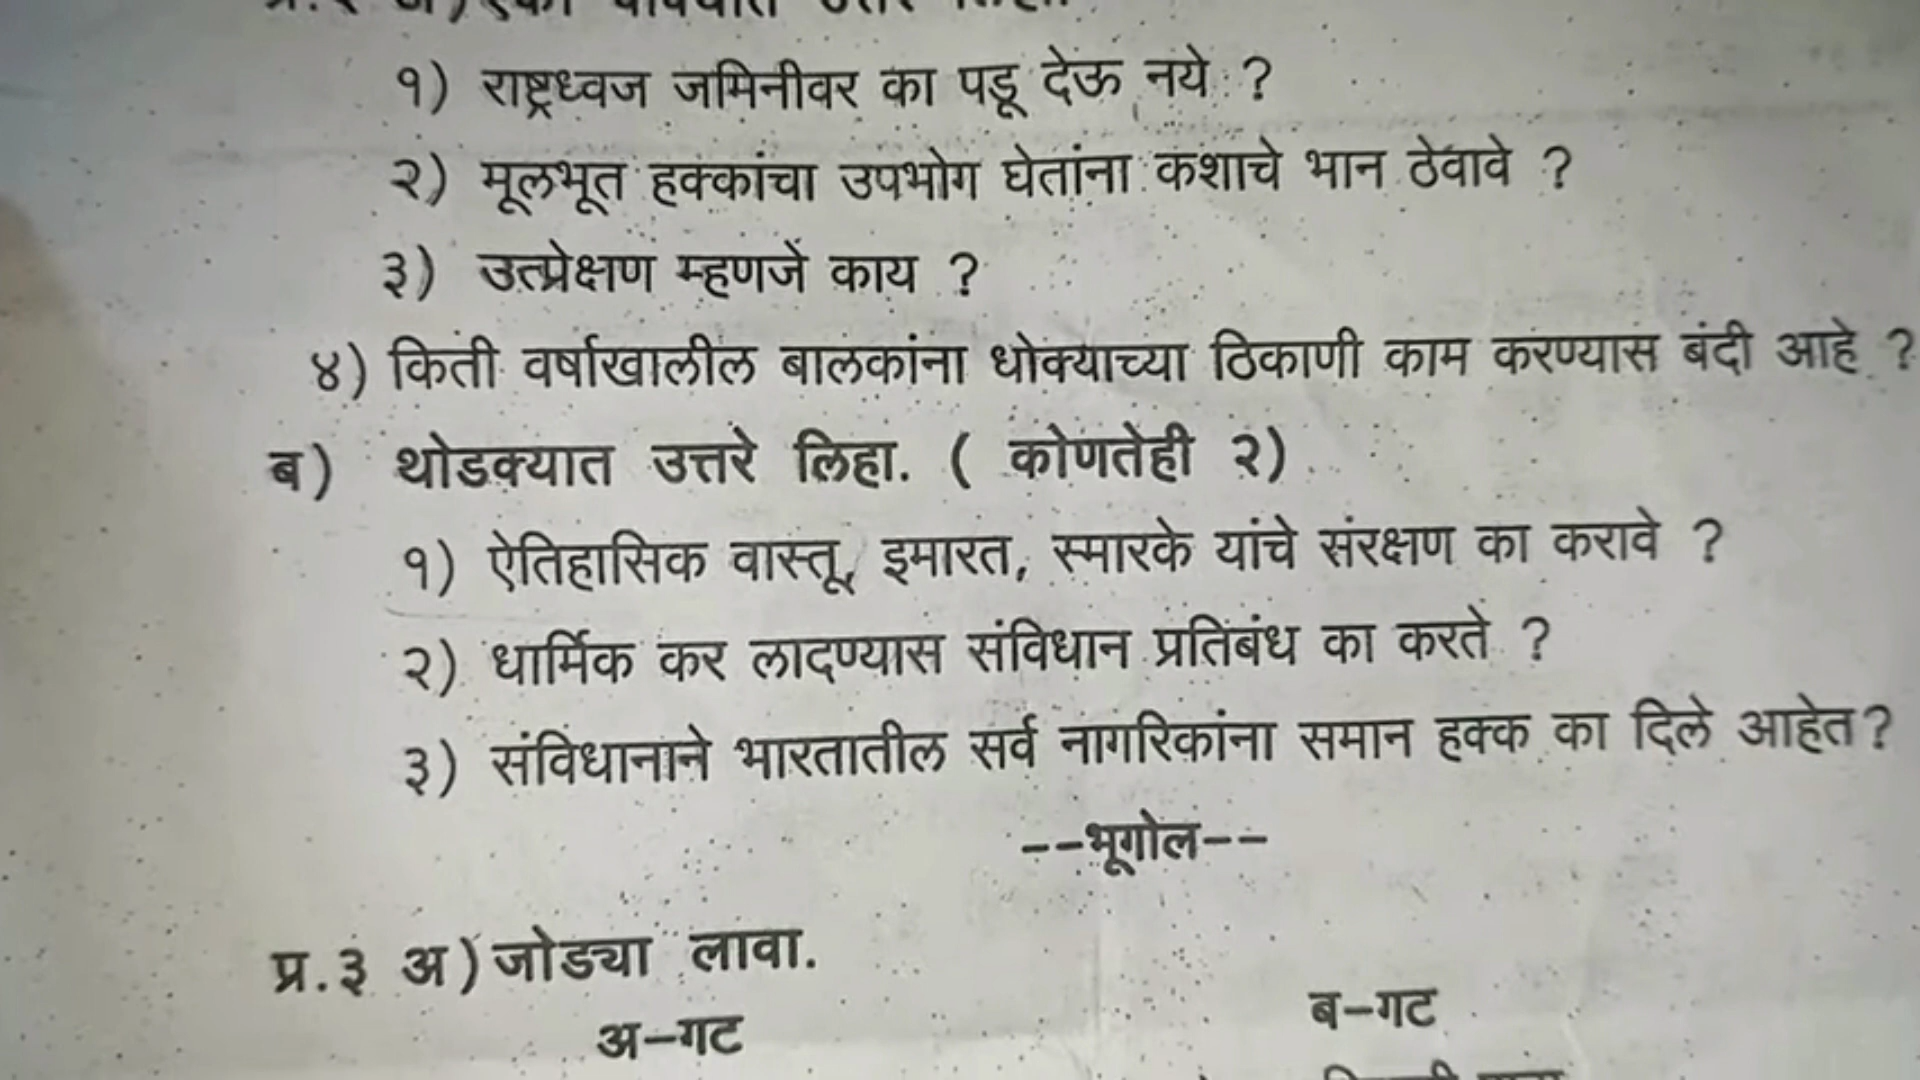 १) राष्ट्रध्वज जमिनीवर का पडू देऊ नये ?
२) मूलभूत हक्कांचा उपभोग घेतांना कशाचे भान ठेवावे ?
३) उत्प्रेक्षण म्हणजे काय ?
४) किती वर्षाखालील बालकांना धोक्याच्या ठिकाणी काम करण्यास बंदी आहे ?
ब) थोडक्यात उत्तरे लिहा. ( कोणतेही २)
१) ऐतिहासिक वास्तू, इमारत, स्मारके यांचे संरक्षण का करावे ?
२) धार्मिक कर लादण्यास संविधान प्रतिबंध का करते ?
३) संविधानाने भारतातील सर्व नागरिकांना समान हक्क का दिले आहेत?
--भूगोल--
प्र.३ अ) जोड्या लावा.
अ-गट ब-गट